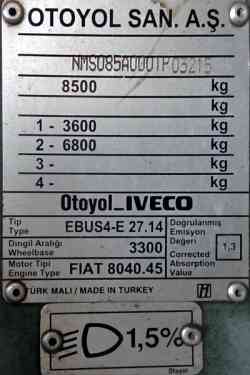 OTOYOL SAN. A.Ş.
NMS085A0001P03215
8500 kg
kg
1 - 3600 kg
2 - 6800 kg
3 - kg
4 - kg
Otoyol_IVECO
Tip
Type EBUS4-E 27.14
Dingil Aralığı
Wheelbase 3300
Motor Tipi
Engine Type FIAT 8040.45
Doğrulanmış
Emisyon
Değeri
Corrected
Absorption
Value
1,3
TÜRK MALI / MADE IN TURKEY
1,5%
Otoyol